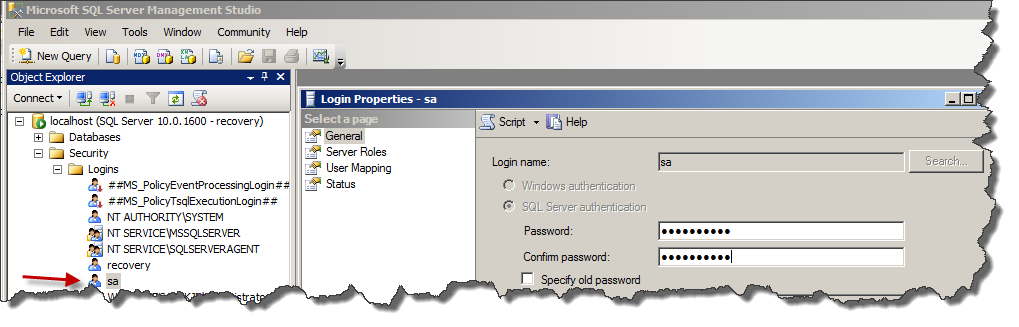 Microsoft SQL Server Management Studio
File Edit View Tools Window Community Help
New Query
Object Explorer
Connect
localhost (SQL Server 10.0.1600 - recovery)
Databases
Security
Logins
##MS_PolicyEventProcessingLogin##
##MS_PolicyTsqlExecutionLogin##
NT AUTHORITY\SYSTEM
NT SERVICE\MSSQLSERVER
NT SERVICE\SQLSERVERAGENT
recovery
sa
Login Properties - sa
Select a page
General
Server Roles
User Mapping
Status
Script Help
Login name: sa Search...
Windows authentication
SQL Server authentication
Password: ●●●●●●●●●●
Confirm password: ●●●●●●●●●●
Specify old password